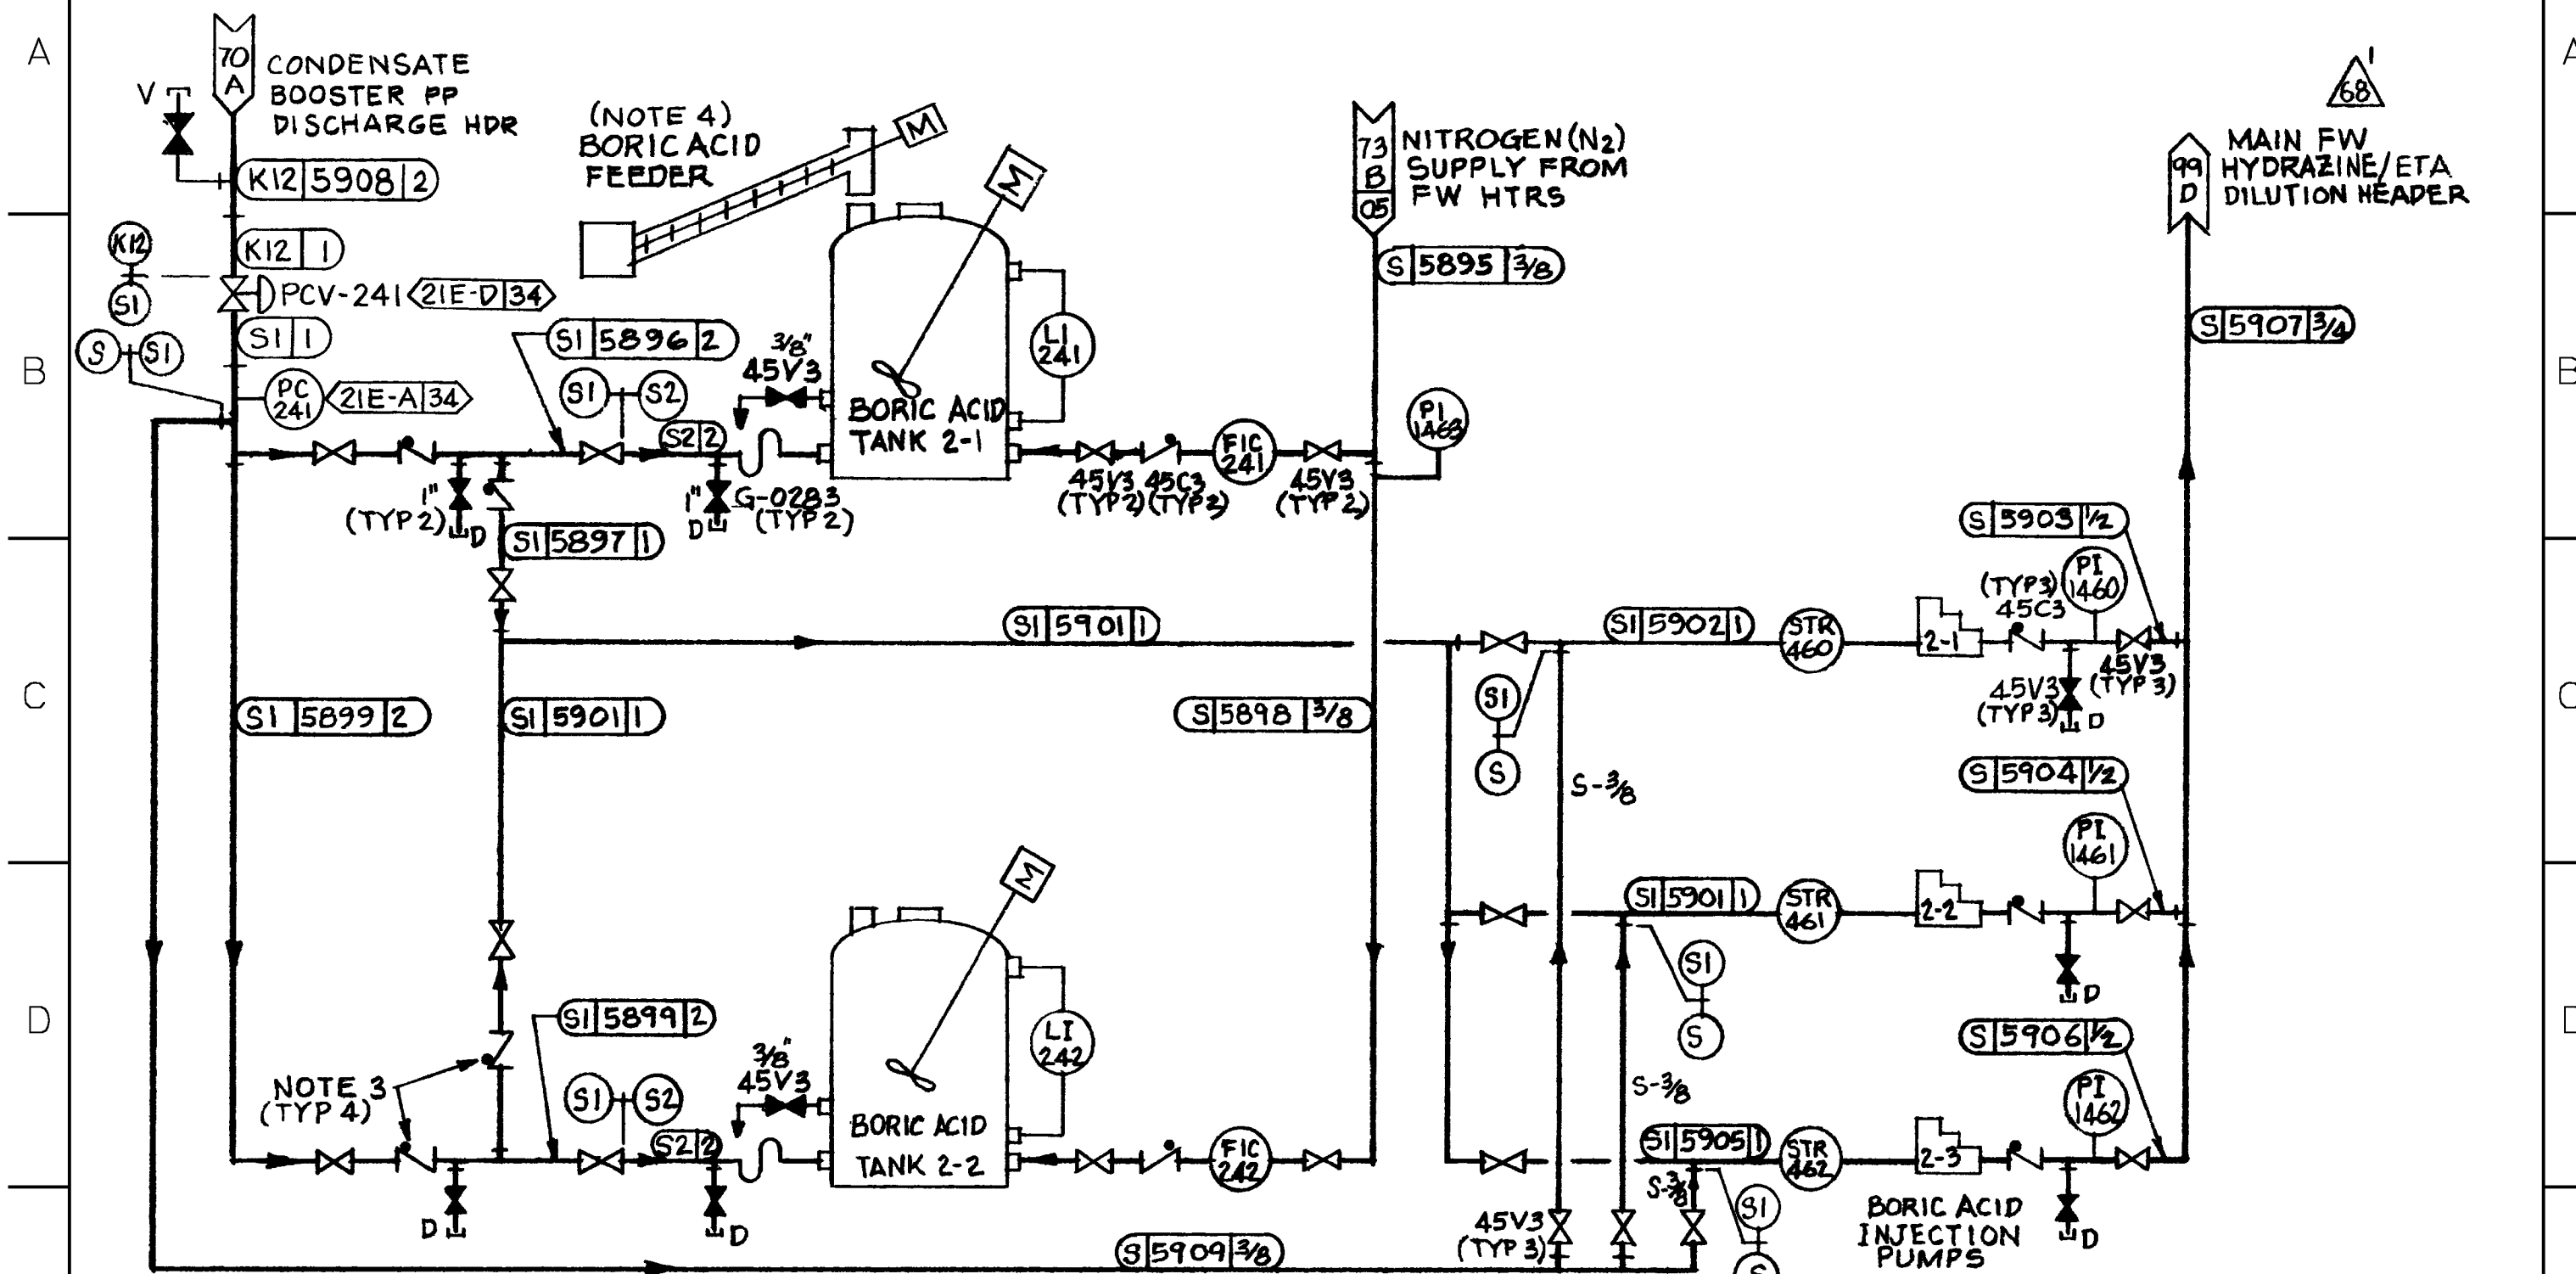 A
A
70
A
CONDENSATE
BOOSTER PP
DISCHARGE HDR
V
K12 5908 2
(NOTE 4)
BORIC ACID
FEEDER
M
M
73
B
05
NITROGEN (N2)
SUPPLY FROM
FW HTRS
1
68
99
D
MAIN FW
HYDRAZINE/ETA
DILUTION HEADER
K12
S1
K12 1
PCV-241
21E-D 34
S 5895 3/8
S1 1
S
S1
S 5907 3/4
B
B
S1 5896 2
3/8"
45V3
LI
241
PC
241
21E-A 34
S1
S2
S2 2
BORIC ACID
TANK 2-1
FIC
241
PI
1463
45V3
(TYP 2)
45C3
(TYP 2)
45V3
(TYP 2)
1"
(TYP 2)
D
1"
D
G-0283
(TYP 2)
S 5903 1/2
S1 5897 1
(TYP 3)
45C3
PI
1460
S1 5901 1
S1 5902 1
STR
460
2-1
45V3
(TYP 3)
45V3
(TYP 3)
D
C
C
S1 5899 2
S1 5901 1
S 5898 3/8
S1
S
S-3/8
S 5904 1/2
PI
1461
M
S1 5901 1
STR
461
2-2
D
S1
S
D
D
S1 5899 2
LI
242
S 5906 1/2
NOTE 3
(TYP 4)
3/8"
45V3
S1
S2
S2 2
BORIC ACID
TANK 2-2
FIC
242
S-3/8
S1 5905 1
STR
462
2-3
PI
1462
S-3/8
D
D
45V3
(TYP 3)
S1
S
BORIC ACID
INJECTION
PUMPS
D
S 5909 3/8